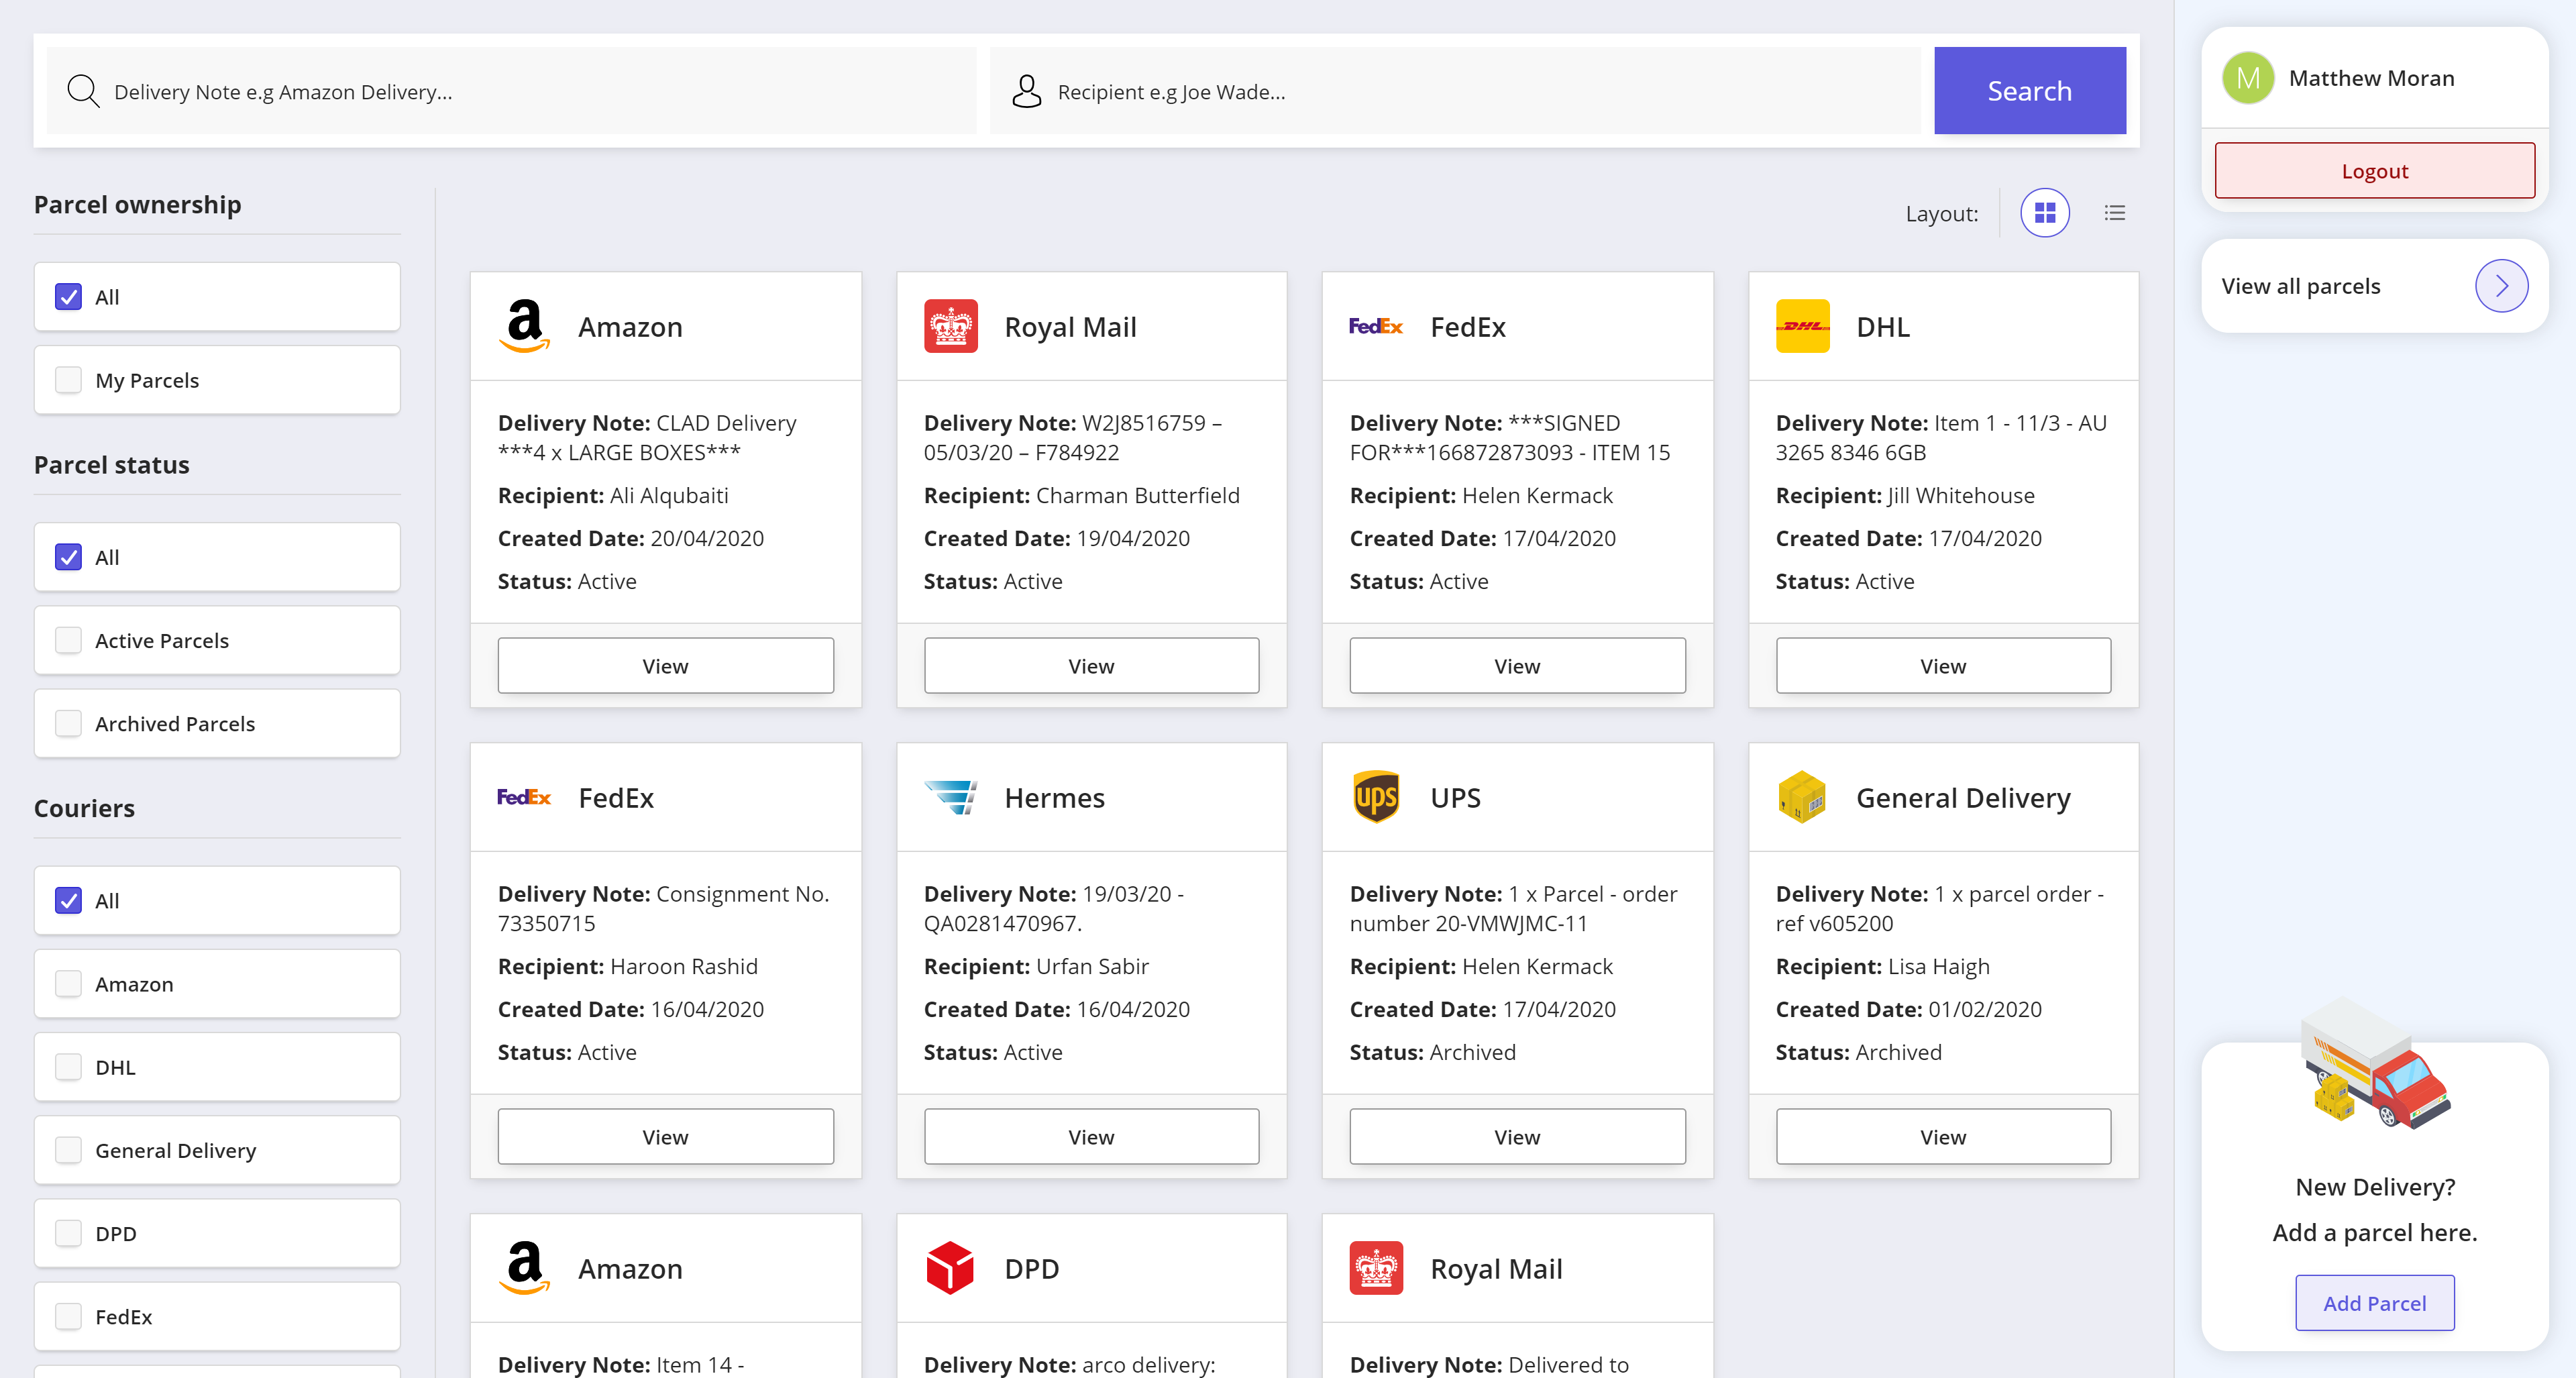 Delivery Note e.g Amazon Delivery...
Recipient e.g Joe Wade...
Search
M
Matthew Moran
Logout
View all parcels
Parcel ownership
All
My Parcels
Parcel status
All
Active Parcels
Archived Parcels
Couriers
All
Amazon
DHL
General Delivery
DPD
FedEx
Layout:
a
Amazon
Delivery Note: CLAD Delivery
***4 x LARGE BOXES***
Recipient: Ali Alqubaiti
Created Date: 20/04/2020
Status: Active
View
Royal Mail
Delivery Note: W2J8516759 –
05/03/20 – F784922
Recipient: Charman Butterfield
Created Date: 19/04/2020
Status: Active
View
FedEx
FedEx
Delivery Note: ***SIGNED
FOR***166872873093 - ITEM 15
Recipient: Helen Kermack
Created Date: 17/04/2020
Status: Active
View
DHL
DHL
Delivery Note: Item 1 - 11/3 - AU
3265 8346 6GB
Recipient: Jill Whitehouse
Created Date: 17/04/2020
Status: Active
View
FedEx
FedEx
Delivery Note: Consignment No.
73350715
Recipient: Haroon Rashid
Created Date: 16/04/2020
Status: Active
View
Hermes
Delivery Note: 19/03/20 -
QA0281470967.
Recipient: Urfan Sabir
Created Date: 16/04/2020
Status: Active
View
ups
UPS
Delivery Note: 1 x Parcel - order
number 20-VMWJMC-11
Recipient: Helen Kermack
Created Date: 17/04/2020
Status: Archived
View
General Delivery
Delivery Note: 1 x parcel order -
ref v605200
Recipient: Lisa Haigh
Created Date: 01/02/2020
Status: Archived
View
a
Amazon
Delivery Note: Item 14 -
DPD
Delivery Note: arco delivery:
Royal Mail
Delivery Note: Delivered to
New Delivery?
Add a parcel here.
Add Parcel